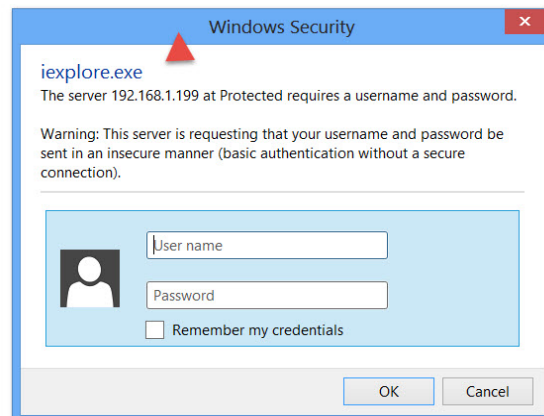 Windows Security
iexplore.exe
The server 192.168.1.199 at Protected requires a username and password.
Warning: This server is requesting that your username and password be
sent in an insecure manner (basic authentication without a secure
connection).
User name
Password
Remember my credentials
OK Cancel